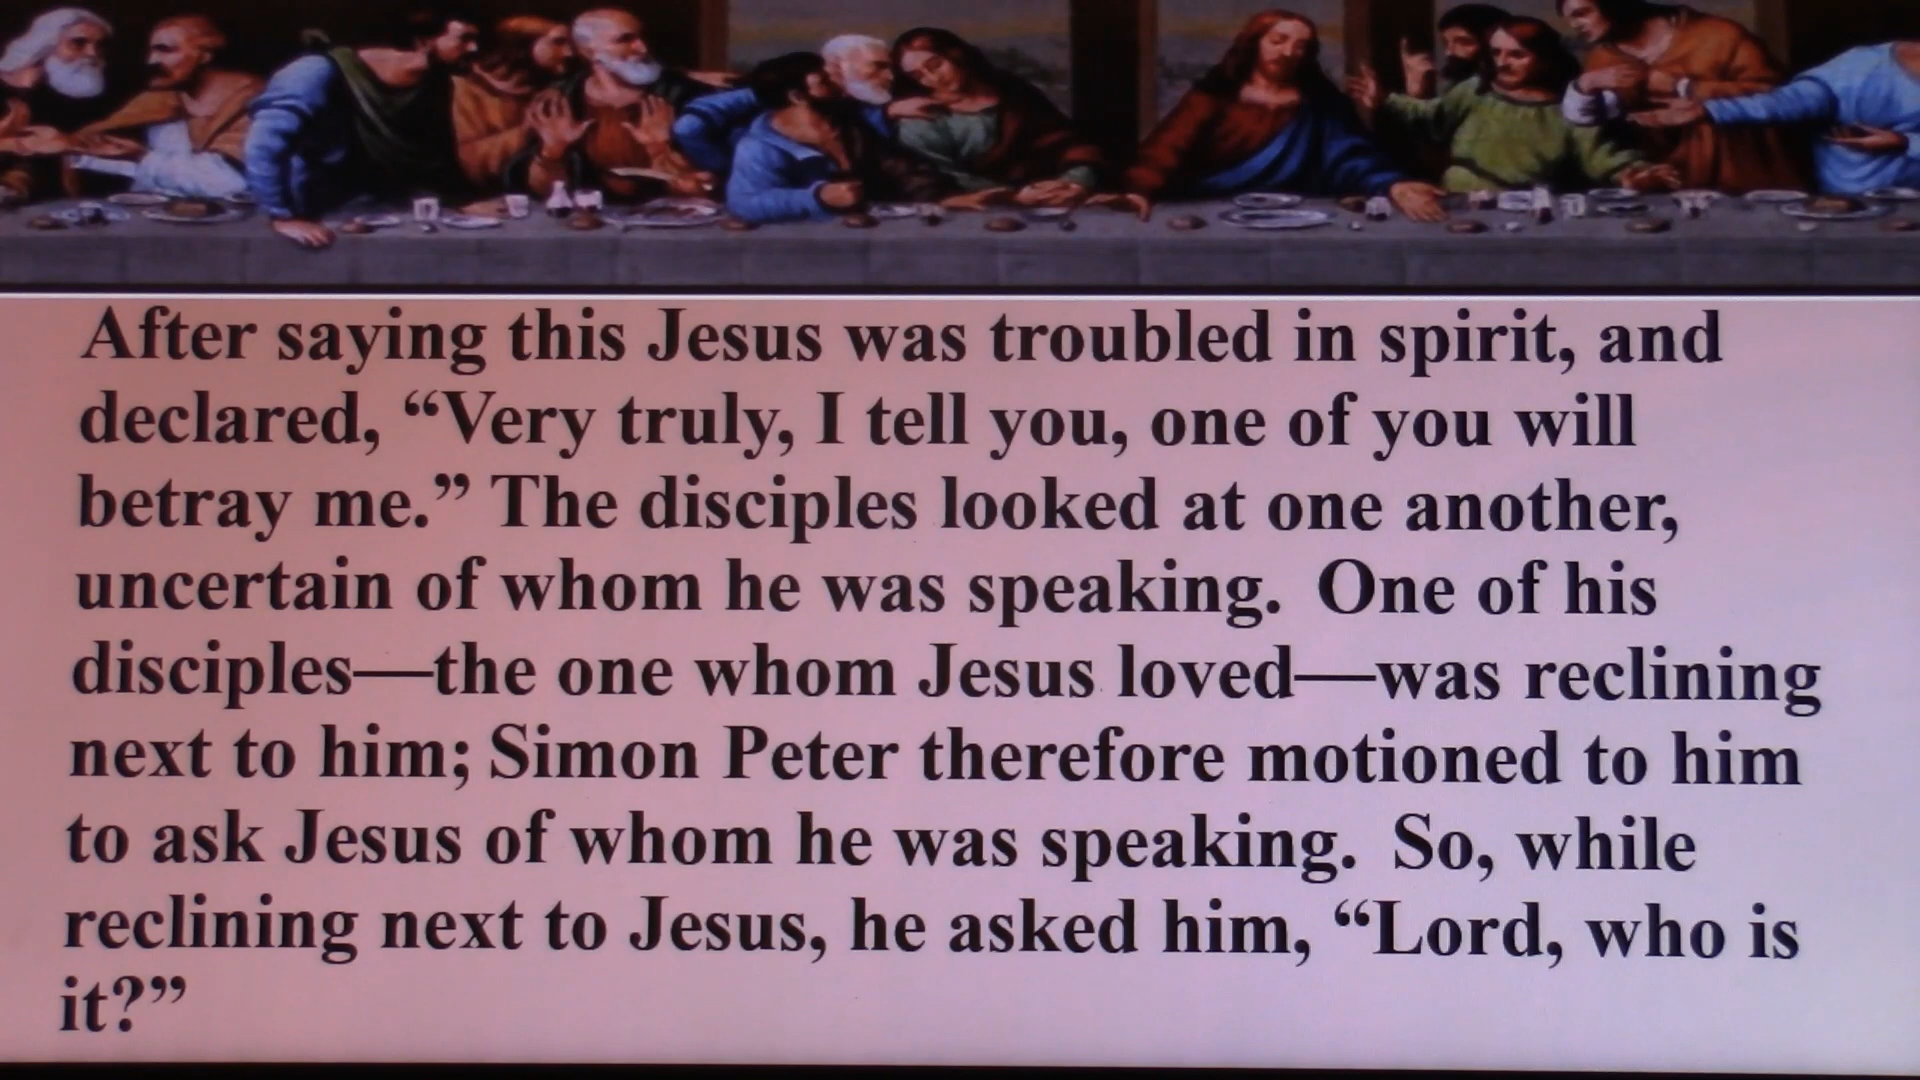 After saying this Jesus was troubled in spirit, and
declared, “Very truly, I tell you, one of you will
betray me.” The disciples looked at one another,
uncertain of whom he was speaking.  One of his
disciples—the one whom Jesus loved—was reclining
next to him; Simon Peter therefore motioned to him
to ask Jesus of whom he was speaking.  So, while
reclining next to Jesus, he asked him, “Lord, who is
it?”